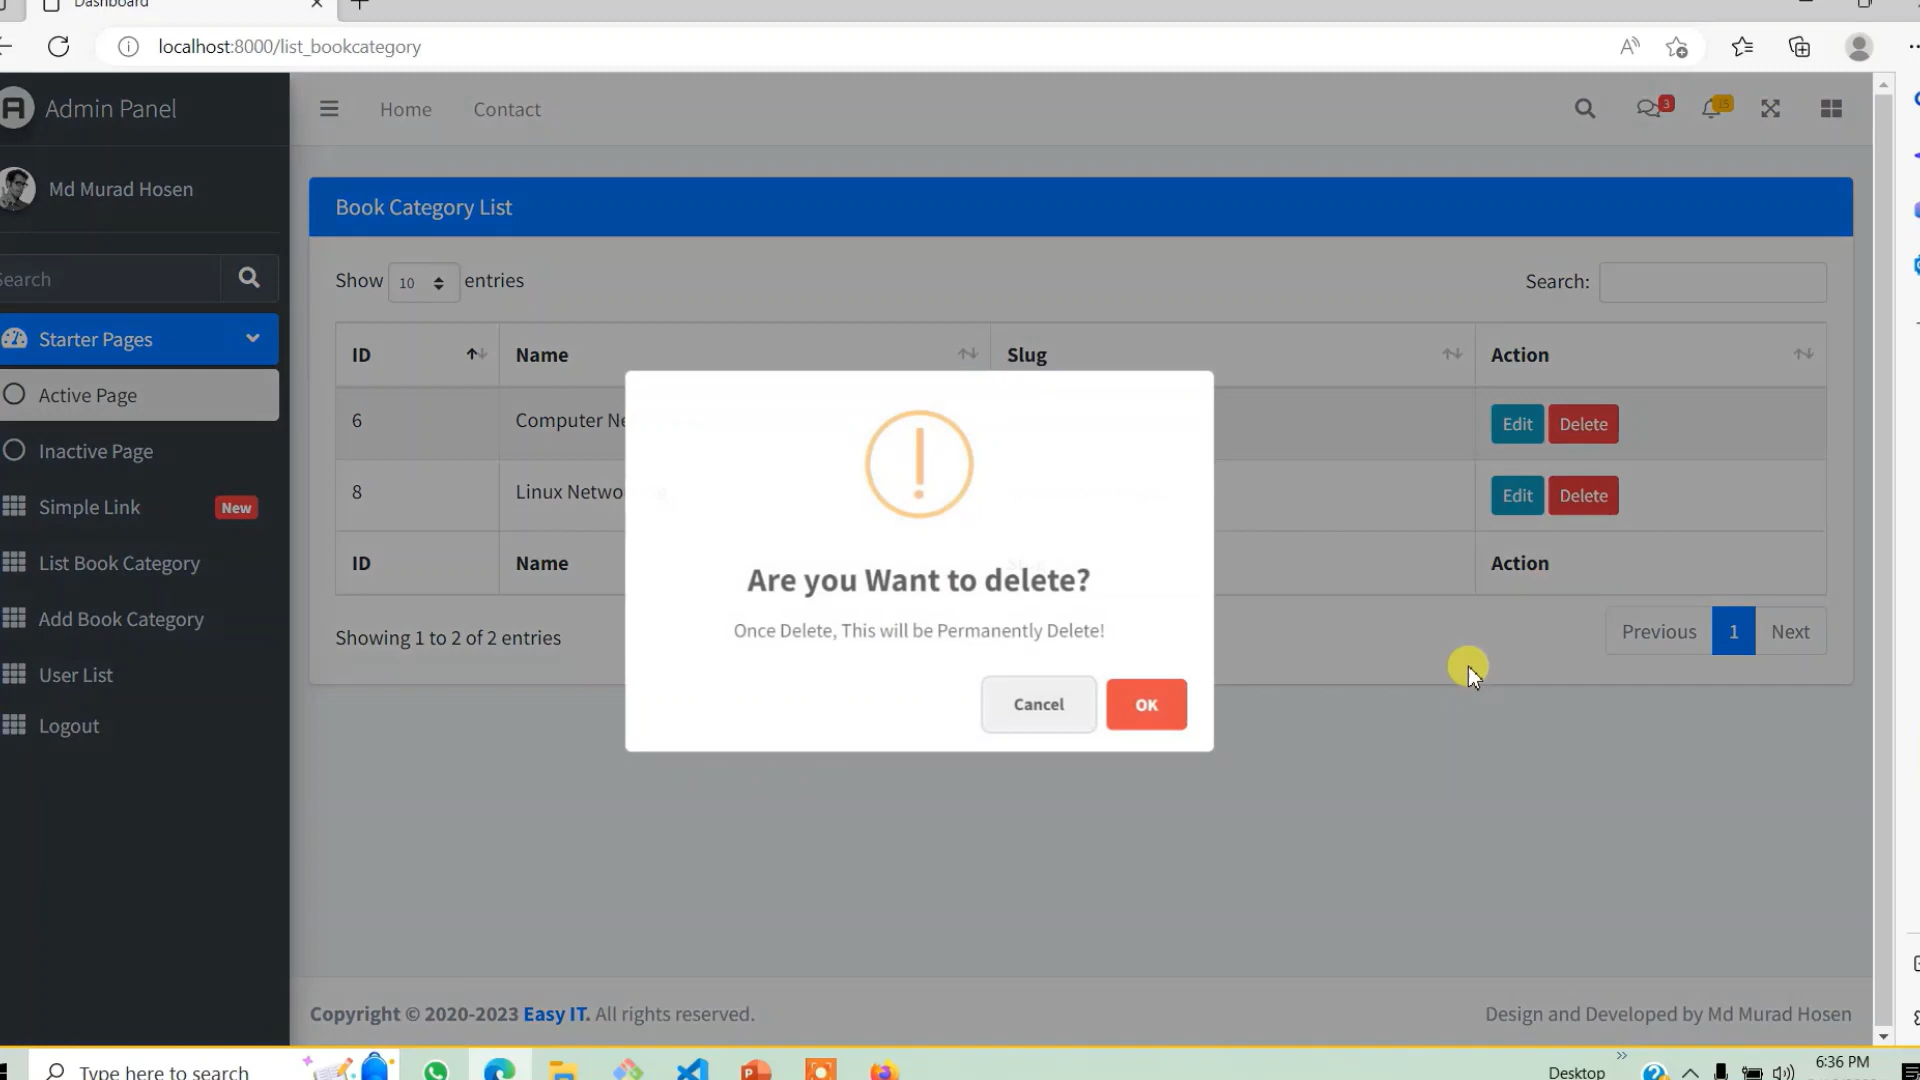 Dashboard
localhost:8000/list_bookcategory
Admin Panel
Home Contact
3
15
Md Murad Hosen
Search
Starter Pages
Active Page
Inactive Page
Simple Link New
List Book Category
Add Book Category
User List
Logout
Book Category List
Show 10 entries
Search:
ID Name Slug Action
6 Computer Ne Edit Delete
8 Linux Netwo Edit Delete
ID Name Action
Showing 1 to 2 of 2 entries
Previous 1 Next
Are you Want to delete?
Once Delete, This will be Permanently Delete!
Cancel OK
Copyright © 2020-2023 Easy IT. All rights reserved.
Design and Developed by Md Murad Hosen
Type here to search
Desktop
6:36 PM